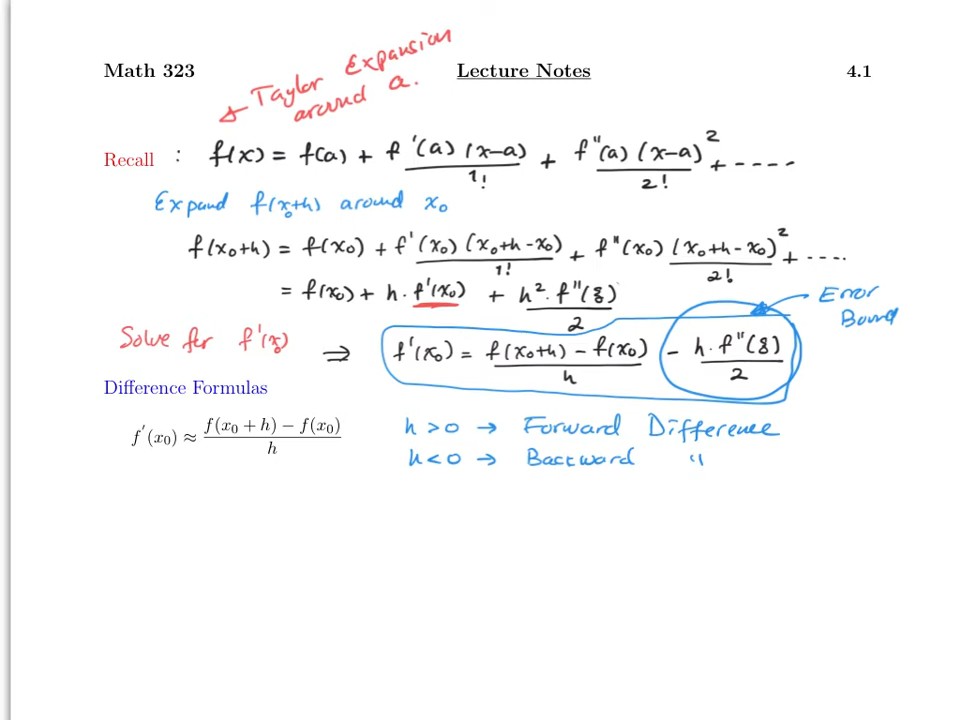 Math 323 Lecture Notes 4.1
Taylor Expansion
around a.
Recall : f(x) = f(a) + f'(a)(x-a)/1! + f''(a)(x-a)²/2! + ----
Expand f(x₀+h) around x₀
f(x₀+h) = f(x₀) + f'(x₀)(x₀+h-x₀)/1! + f''(x₀)(x₀+h-x₀)²/2! + ----
= f(x₀) + h·f'(x₀) + h²·f''(ξ)/2
Error
Bound
Solve for f'(x₀) ⇒ f'(x₀) = f(x₀+h) - f(x₀)/h - h·f''(ξ)/2
Difference Formulas
f'(x₀) ≈ f(x₀ + h) − f(x₀)/h
h > 0 → Forward Difference
h < 0 → Backward "